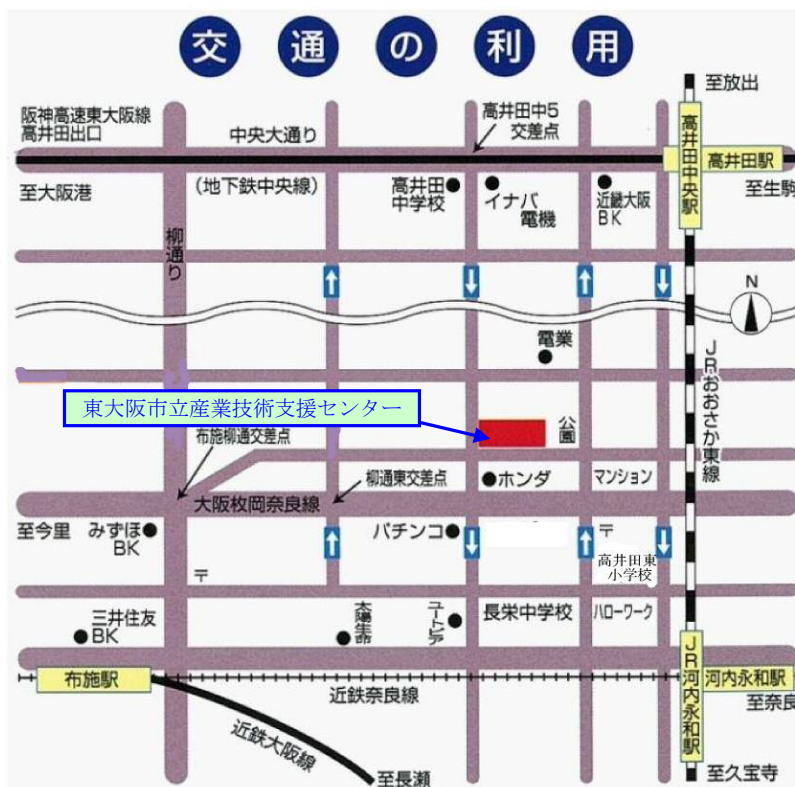 交通の利用
至放出
阪神高速東大阪線
高井田出口
中央大通り
高井田中5
交差点
高井田中央駅
高井田駅
至大阪港
(地下鉄中央線)
高井田
中学校
イナバ
電機
近畿大阪
BK
至生駒
柳通り
N
電業
JRおおさか東線
東大阪市立産業技術支援センター
公園
布施柳通交差点
柳通東交差点
ホンダ
マンション
大阪枚岡奈良線
至今里
みずほ
BK
パチンコ
〒
高井田東
小学校
〒
三井住友
BK
太陽生命
ユートピア
長栄中学校
ハローワーク
布施駅
近鉄奈良線
JR河内永和駅
河内永和駅
至奈良
近鉄大阪線
至長瀬
至久宝寺